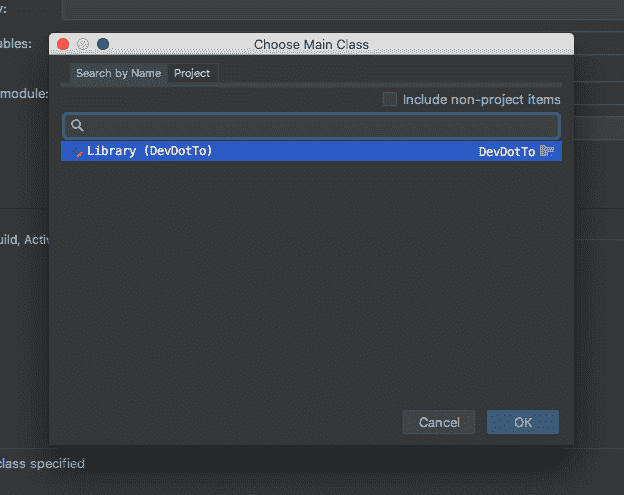 y:
ables:
Choose Main Class
Search by Name Project
module:
Include non-project items
Library (DevDotTo) DevDotTo
uild, Activ
Cancel OK
class specified